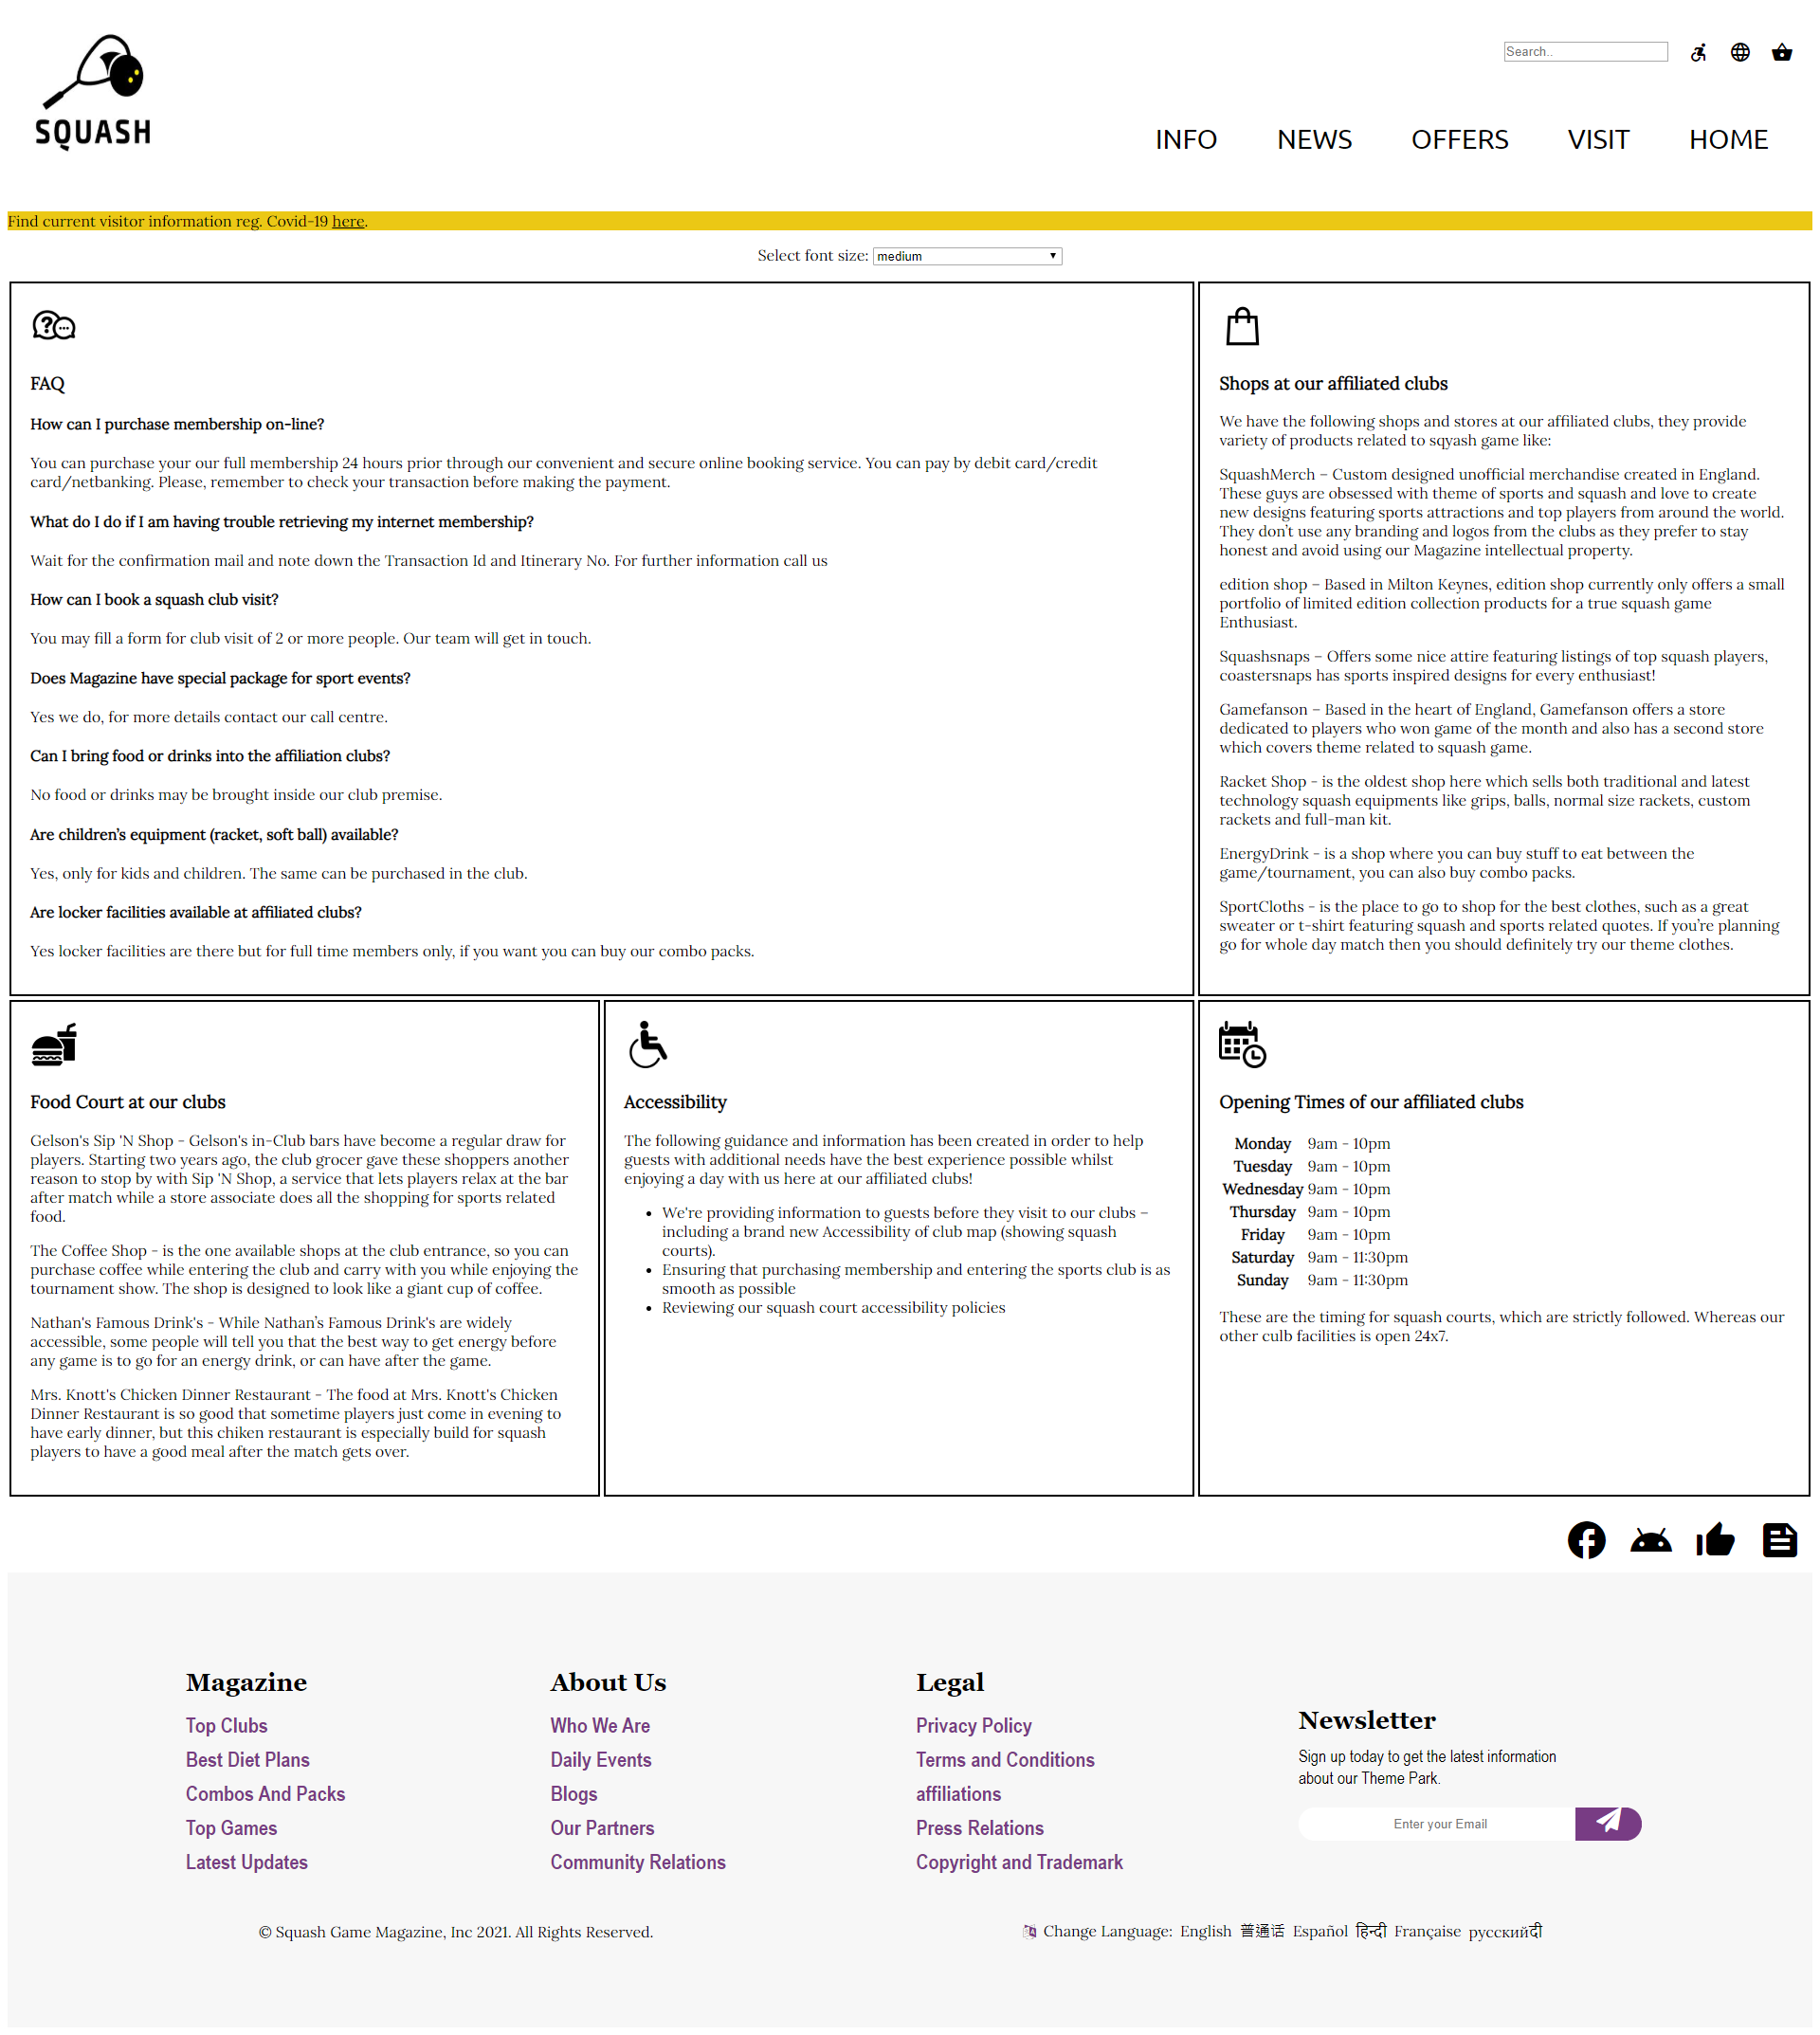 SQUASH
Search..
INFO NEWS OFFERS VISIT HOME
Find current visitor information reg. Covid-19 here.
Select font size: medium
FAQ
How can I purchase membership on-line?
You can purchase your our full membership 24 hours prior through our convenient and secure online booking service. You can pay by debit card/credit
card/netbanking. Please, remember to check your transaction before making the payment.
What do I do if I am having trouble retrieving my internet membership?
Wait for the confirmation mail and note down the Transaction Id and Itinerary No. For further information call us
How can I book a squash club visit?
You may fill a form for club visit of 2 or more people. Our team will get in touch.
Does Magazine have special package for sport events?
Yes we do, for more details contact our call centre.
Can I bring food or drinks into the affiliation clubs?
No food or drinks may be brought inside our club premise.
Are children's equipment (racket, soft ball) available?
Yes, only for kids and children. The same can be purchased in the club.
Are locker facilities available at affiliated clubs?
Yes locker facilities are there but for full time members only, if you want you can buy our combo packs.
Shops at our affiliated clubs
We have the following shops and stores at our affiliated clubs, they provide
variety of products related to sqyash game like:
SquashMerch – Custom designed unofficial merchandise created in England.
These guys are obsessed with theme of sports and squash and love to create
new designs featuring sports attractions and top players from around the world.
They don't use any branding and logos from the clubs as they prefer to stay
honest and avoid using our Magazine intellectual property.
edition shop – Based in Milton Keynes, edition shop currently only offers a small
portfolio of limited edition collection products for a true squash game
Enthusiast.
Squashsnaps – Offers some nice attire featuring listings of top squash players,
coastersnaps has sports inspired designs for every enthusiast!
Gamefanson – Based in the heart of England, Gamefanson offers a store
dedicated to players who won game of the month and also has a second store
which covers theme related to squash game.
Racket Shop - is the oldest shop here which sells both traditional and latest
technology squash equipments like grips, balls, normal size rackets, custom
rackets and full-man kit.
EnergyDrink - is a shop where you can buy stuff to eat between the
game/tournament, you can also buy combo packs.
SportCloths - is the place to go to shop for the best clothes, such as a great
sweater or t-shirt featuring squash and sports related quotes. If you're planning
go for whole day match then you should definitely try our theme clothes.
Food Court at our clubs
Gelson's Sip 'N Shop - Gelson's in-Club bars have become a regular draw for
players. Starting two years ago, the club grocer gave these shoppers another
reason to stop by with Sip 'N Shop, a service that lets players relax at the bar
after match while a store associate does all the shopping for sports related
food.
The Coffee Shop - is the one available shops at the club entrance, so you can
purchase coffee while entering the club and carry with you while enjoying the
tournament show. The shop is designed to look like a giant cup of coffee.
Nathan's Famous Drink's - While Nathan's Famous Drink's are widely
accessible, some people will tell you that the best way to get energy before
any game is to go for an energy drink, or can have after the game.
Mrs. Knott's Chicken Dinner Restaurant - The food at Mrs. Knott's Chicken
Dinner Restaurant is so good that sometime players just come in evening to
have early dinner, but this chiken restaurant is especially build for squash
players to have a good meal after the match gets over.
Accessibility
The following guidance and information has been created in order to help
guests with additional needs have the best experience possible whilst
enjoying a day with us here at our affiliated clubs!
• We're providing information to guests before they visit to our clubs –
including a brand new Accessibility of club map (showing squash
courts).
• Ensuring that purchasing membership and entering the sports club is as
smooth as possible
• Reviewing our squash court accessibility policies
Opening Times of our affiliated clubs
Monday 9am - 10pm
Tuesday 9am - 10pm
Wednesday 9am - 10pm
Thursday 9am - 10pm
Friday 9am - 10pm
Saturday 9am - 11:30pm
Sunday 9am - 11:30pm
These are the timing for squash courts, which are strictly followed. Whereas our
other culb facilities is open 24x7.
Magazine
Top Clubs
Best Diet Plans
Combos And Packs
Top Games
Latest Updates
About Us
Who We Are
Daily Events
Blogs
Our Partners
Community Relations
Legal
Privacy Policy
Terms and Conditions
affiliations
Press Relations
Copyright and Trademark
Newsletter
Sign up today to get the latest information
about our Theme Park.
Enter your Email
© Squash Game Magazine, Inc 2021. All Rights Reserved.
Change Language: English 普通话 Español हिन्दी Française русскийदी